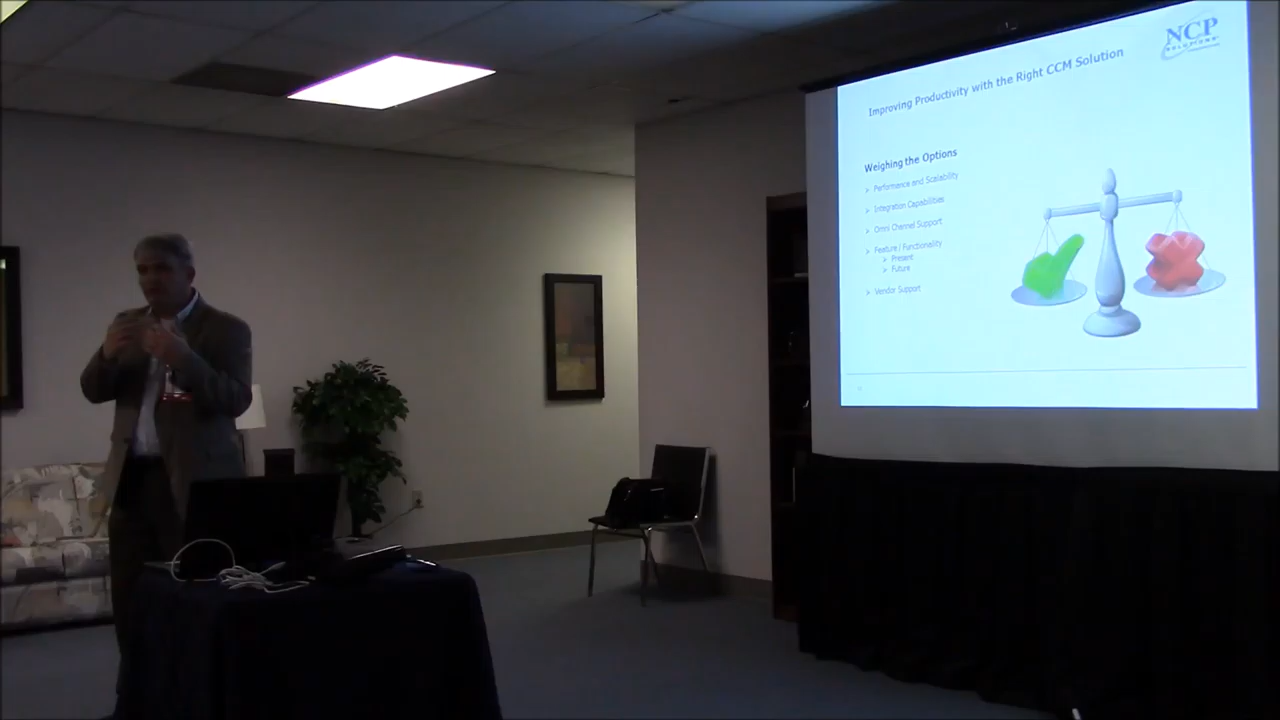 NCP
SOLUTIONS
Improving Productivity with the Right CCM Solution
Weighing the Options
> Performance and Scalability
> Integration Capabilities
> Omni Channel Support
> Feature / Functionality
> Present
> Future
> Vendor Support